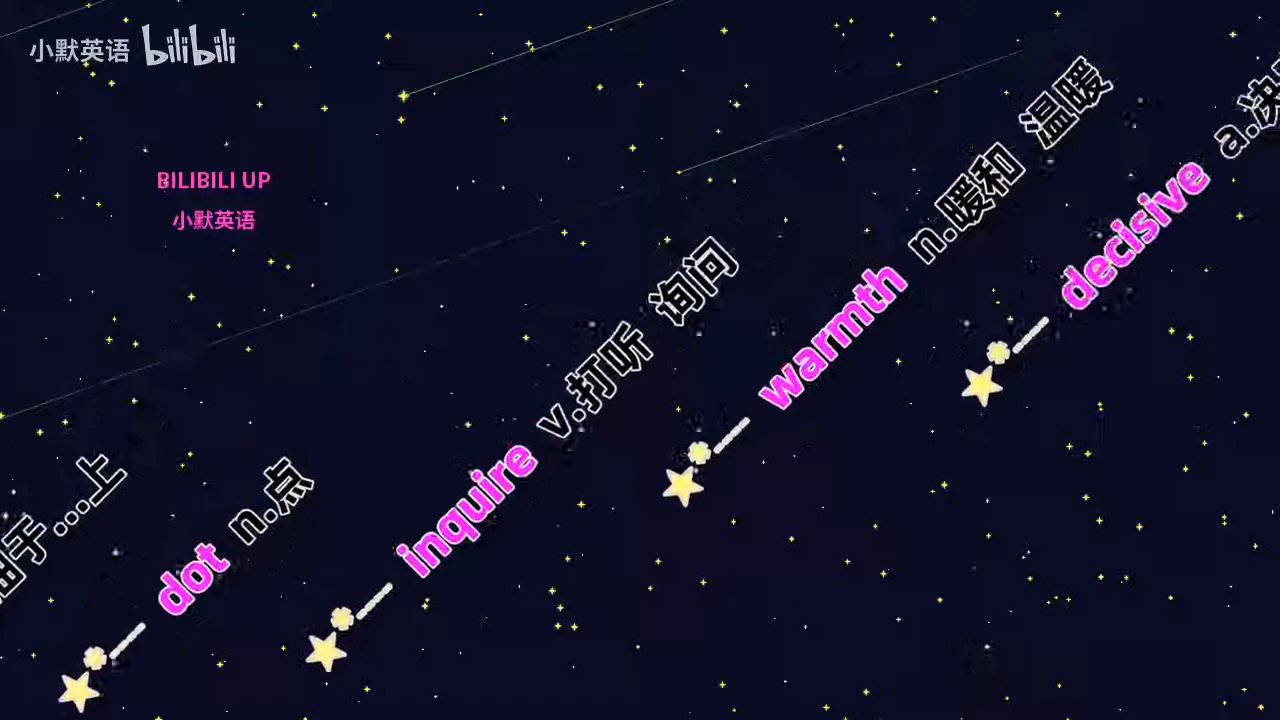 小默英语 bilibili
BILIBILI UP
小默英语
于...上
dot n.点
inquire v.打听 询问
warmth n.暖和 温暖
decisive a.决